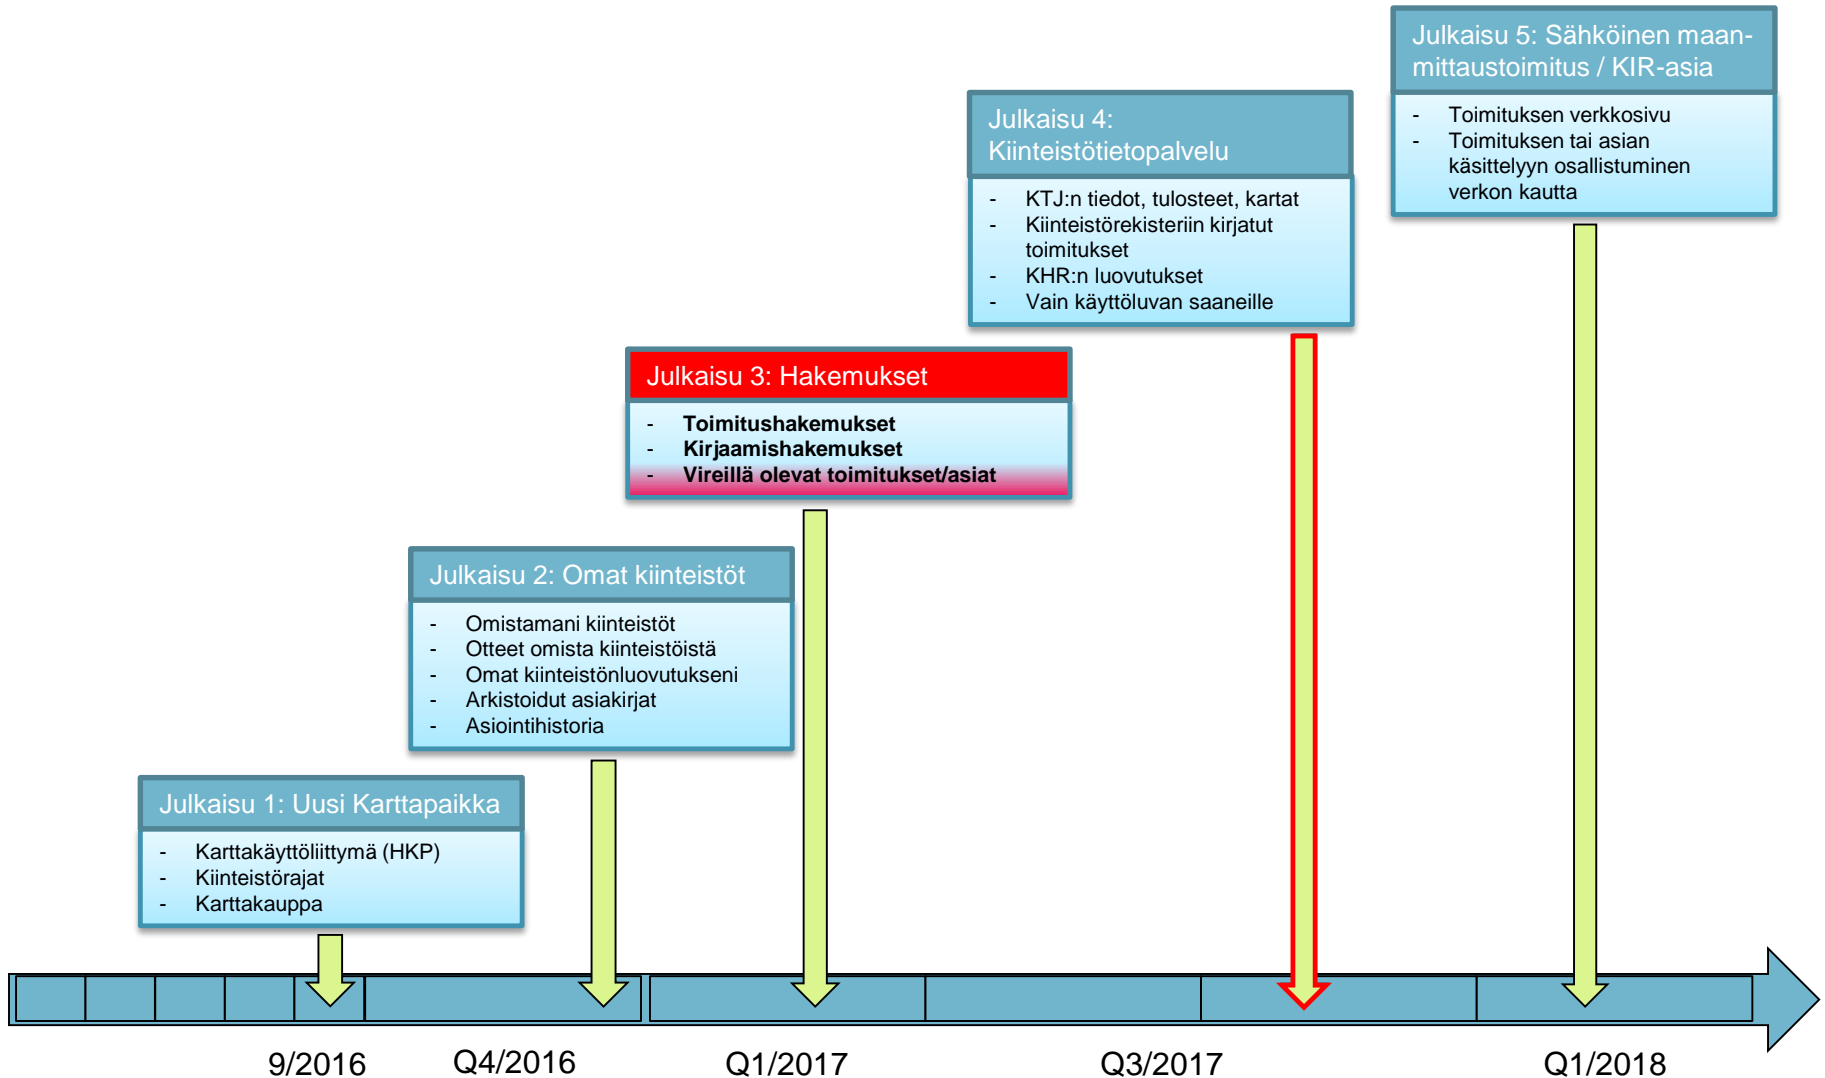 Julkaisu 5: Sähköinen maan-
mittaustoimitus / KIR-asia
- Toimituksen verkkosivu
- Toimituksen tai asian
käsittelyyn osallistuminen
verkon kautta
Julkaisu 4:
Kiinteistötietopalvelu
- KTJ:n tiedot, tulosteet, kartat
- Kiinteistörekisteriin kirjatut
toimitukset
- KHR:n luovutukset
- Vain käyttöluvan saaneille
Julkaisu 3: Hakemukset
- Toimitushakemukset
- Kirjaamishakemukset
- Vireillä olevat toimitukset/asiat
Julkaisu 2: Omat kiinteistöt
- Omistamani kiinteistöt
- Otteet omista kiinteistöistä
- Omat kiinteistönluovutukseni
- Arkistoidut asiakirjat
- Asiointihistoria
Julkaisu 1: Uusi Karttapaikka
- Karttakäyttöliittymä (HKP)
- Kiinteistörajat
- Karttakauppa
9/2016
Q4/2016
Q1/2017
Q3/2017
Q1/2018